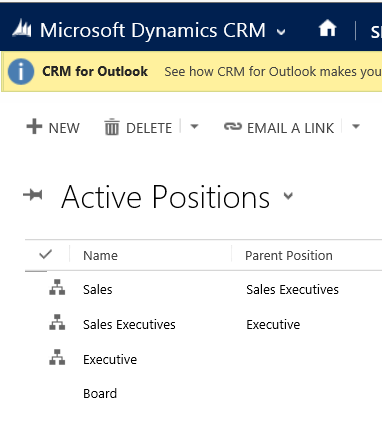 Microsoft Dynamics CRM
CRM for Outlook See how CRM for Outlook makes you
NEW DELETE EMAIL A LINK
Active Positions
Name Parent Position
Sales Sales Executives
Sales Executives Executive
Executive
Board